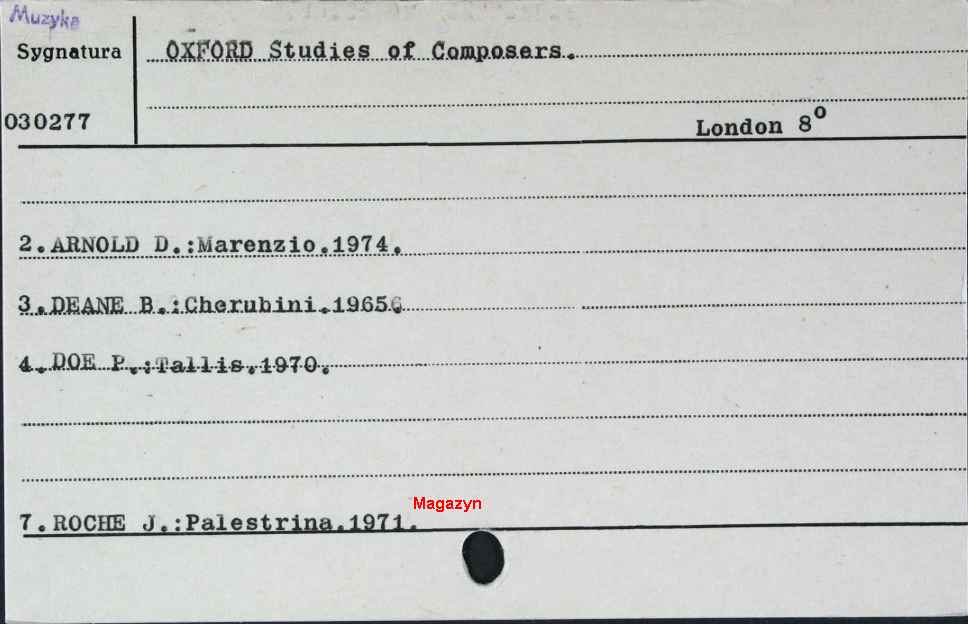 Muzyka
Sygnatura
OXFORD Studies of Composers.
030277
London 8º
2.ARNOLD D.:Marenzio.1974.
3.DEANE B.:Cherubini.1965
4.DOE P.:Tallis.1970.
Magazyn
7.ROCHE J.:Palestrina.1971.